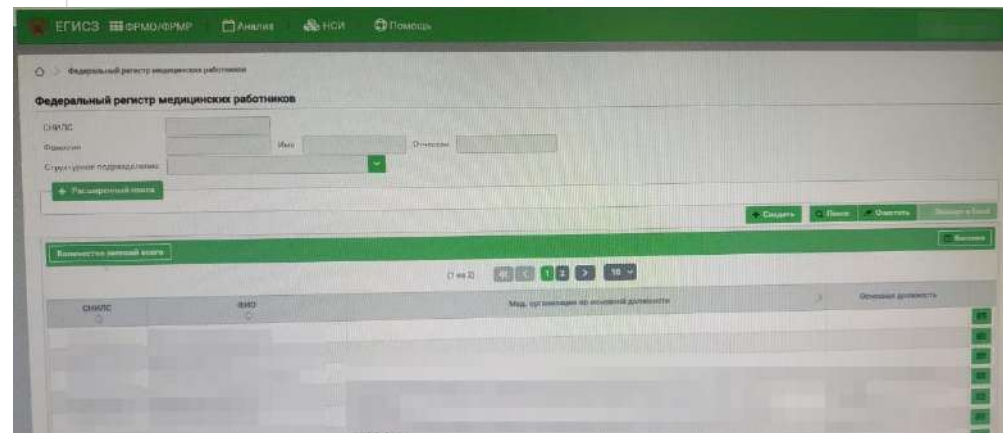 ЕГИСЗ ФРМО/ФРМР Анализ НСИ Помощь
Федеральный регистр медицинских работников
Федеральный регистр медицинских работников
СНИЛС
Фамилия Имя Отчество
Структурное подразделение
+ Расширенный поиск
+ Создать Поиск Очистить Экспорт в Excel
Количество записей всего
(1 из 2) 1 2 10
СНИЛС ФИО Мед. организация по основной должности Основная должность